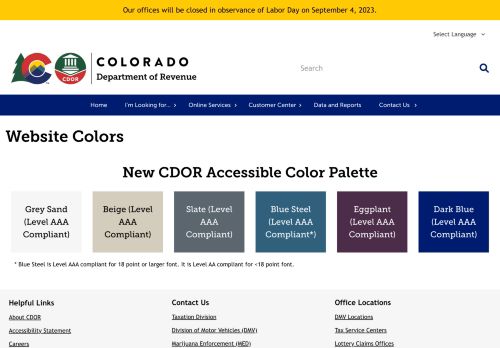 Our offices will be closed in observance of Labor Day on September 4, 2023.
Select Language
COLORADO
Department of Revenue
CDOR
Search
Home
I'm Looking for...
Online Services
Customer Center
Data and Reports
Contact Us
Website Colors
New CDOR Accessible Color Palette
Grey Sand
(Level AAA
Compliant)
Beige (Level
AAA
Compliant)
Slate (Level
AAA
Compliant)
Blue Steel
(Level AAA
Compliant*)
Eggplant
(Level AAA
Compliant)
Dark Blue
(Level AAA
Compliant)
* Blue Steel is Level AAA compliant for 18 point or larger font. It is Level AA compliant for <18 point font.
Helpful Links
About CDOR
Accessibility Statement
Careers
Contact Us
Taxation Division
Division of Motor Vehicles (DMV)
Marijuana Enforcement (MED)
Office Locations
DMV Locations
Tax Service Centers
Lottery Claims Offices